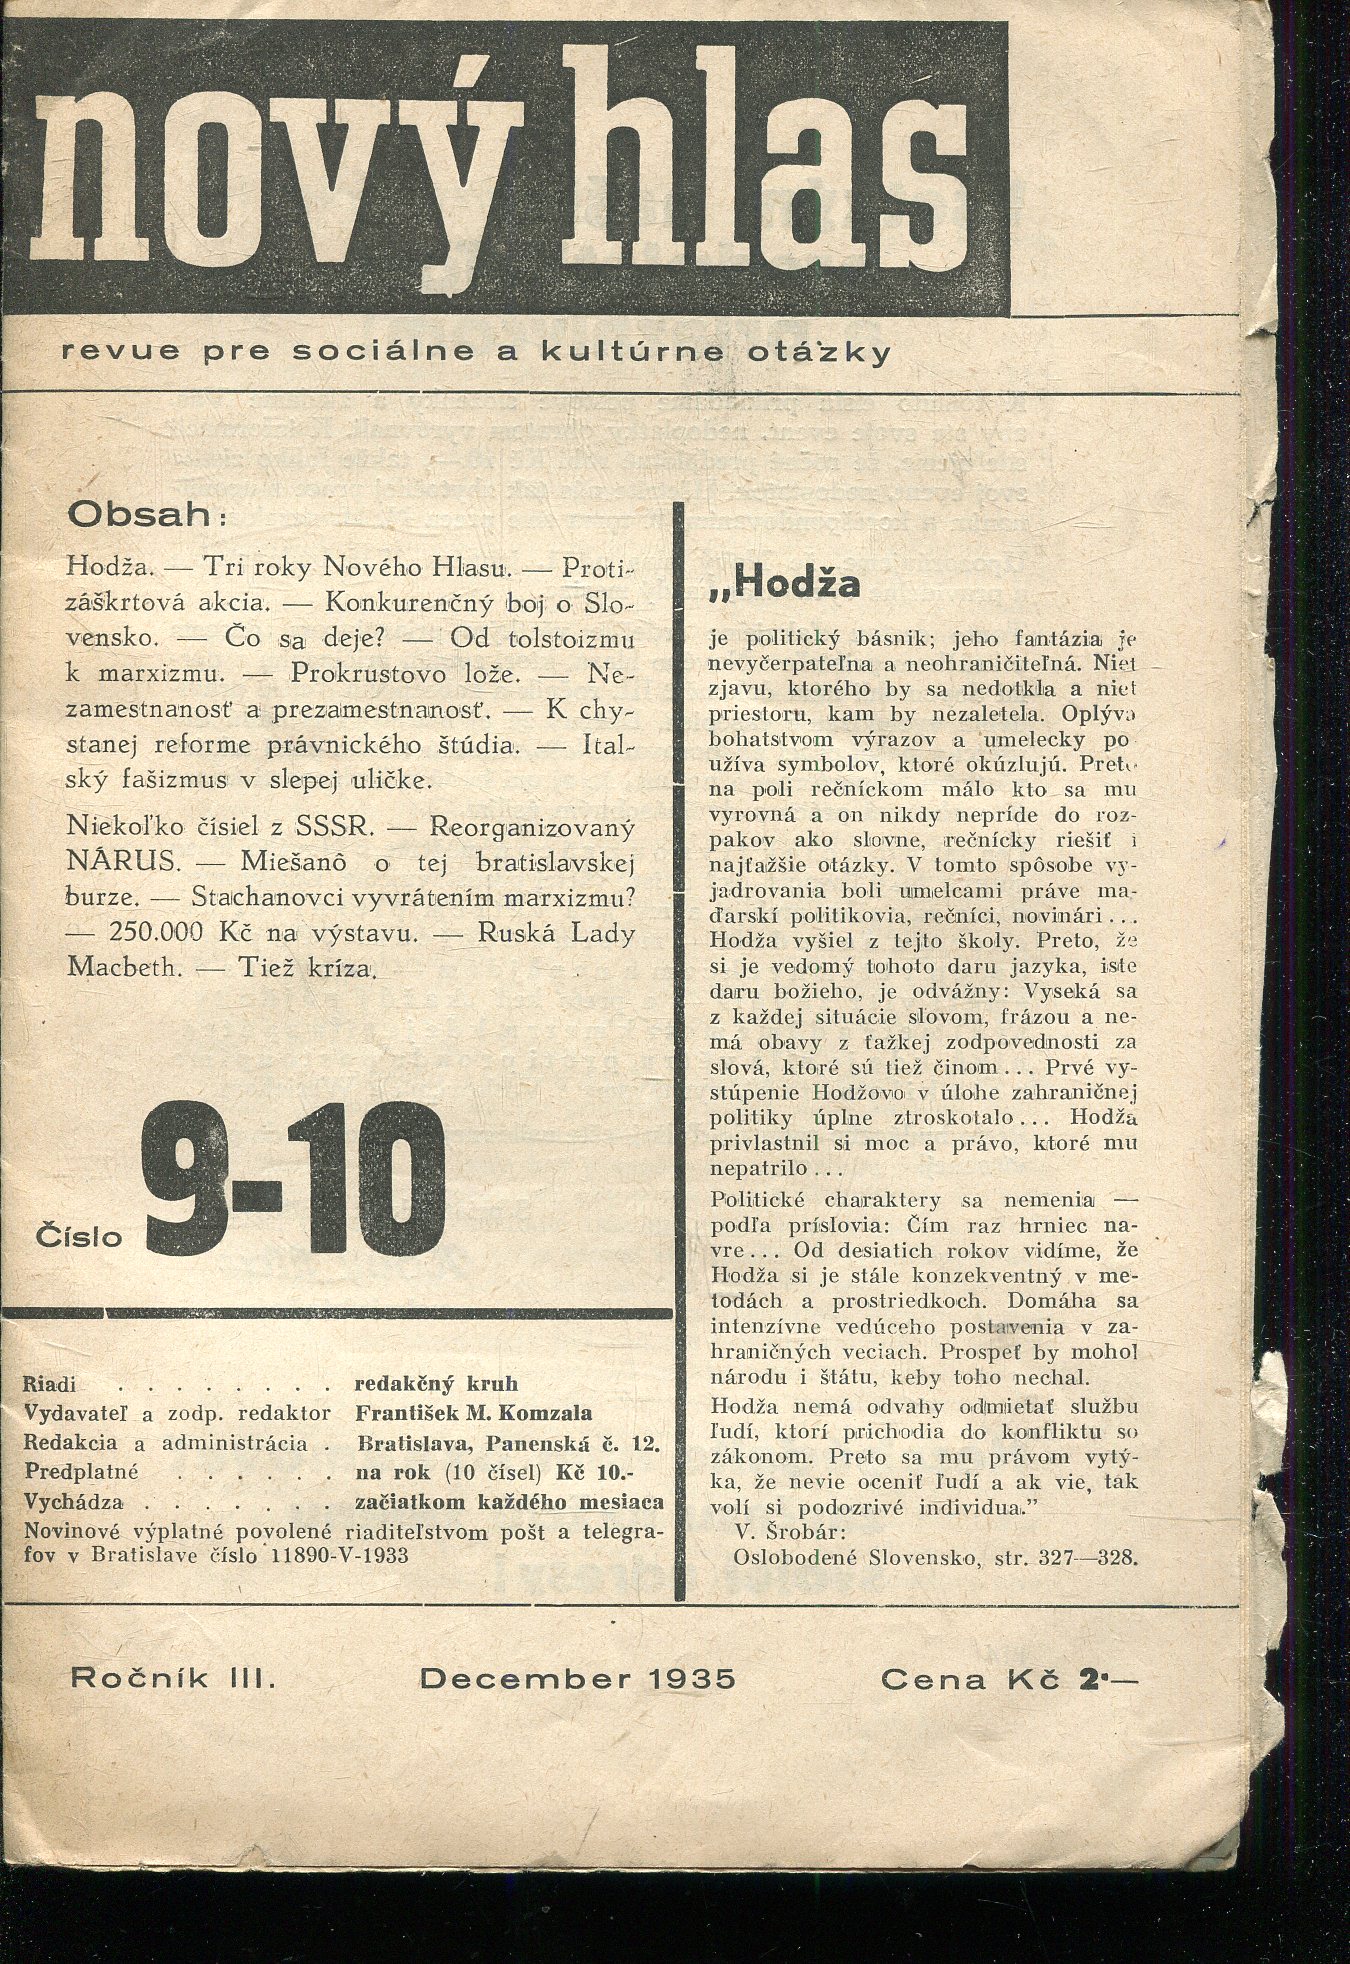 nový hlas
revue pre sociálne a kultúrne otázky
Obsah:
Hodža. — Tri roky Nového Hlasu. — Proti-
záškrtová akcia. — Konkurenčný boj o Slo-
vensko. — Čo sa deje? — Od tolstoizmu
k marxizmu. — Prokrustovo lože. — Ne-
zamestnanosť a prezamestnanosť. — K chy-
stanej reforme právnického štúdia. — Ital-
ský fašizmus v slepej uličke.
Niekoľko čísiel z SSSR. — Reorganizovaný
NÁRUS. — Miešanô o tej bratislavskej
burze. — Stachanovci vyvrátením marxizmu?
— 250.000 Kč na výstavu. — Ruská Lady
Macbeth. — Tiež kríza.
Číslo 9-10
Riadi . . . . . . . . redakčný kruh
Vydavateľ a zodp. redaktor František M. Komzala
Redakcia a administrácia . Bratislava, Panenská č. 12.
Predplatné . . . . . . na rok (10 čísel) Kč 10.-
Vychádza . . . . . . . začiatkom každého mesiaca
Novinové výplatné povolené riaditeľstvom pošt a telegra-
fov v Bratislave číslo 11890-V-1933
„Hodža
je politický básnik; jeho fantázia je
nevyčerpateľna a neohraničiteľná. Niet
zjavu, ktorého by sa nedotkla a niet
priestoru, kam by nezaletela. Oplýva
bohatstvom výrazov a umelecky po
užíva symbolov, ktoré okúzlujú. Preto
na poli rečníckom málo kto sa mu
vyrovná a on nikdy nepríde do roz-
pakov ako slovne, rečnícky riešiť i
najťažšie otázky. V tomto spôsobe vy-
jadrovania boli umelcami práve ma-
ďarskí politikovia, rečníci, novinári...
Hodža vyšiel z tejto školy. Preto, že
si je vedomý tohoto daru jazyka, iste
daru božieho, je odvážny: Vyseká sa
z každej situácie slovom, frázou a ne-
má obavy z ťažkej zodpovednosti za
slová, ktoré sú tiež činom... Prvé vy-
stúpenie Hodžovo v úlohe zahraničnej
politiky úplne ztroskotalo... Hodža
privlastnil si moc a právo, ktoré mu
nepatrilo...
Politické charaktery sa nemenia —
podľa príslovia: Čím raz hrniec na-
vre... Od desiatich rokov vidíme, že
Hodža si je stále konzekventný v me-
todách a prostriedkoch. Domáha sa
intenzívne vedúceho postavenia v za-
hraničných veciach. Prospeť by mohol
národu i štátu, keby toho nechal.
Hodža nemá odvahy odmietať službu
ľudí, ktorí prichodia do konfliktu so
zákonom. Preto sa mu právom vytý-
ka, že nevie oceniť ľudí a ak vie, tak
volí si podozrivé individua.”
V. Šrobár:
Oslobodené Slovensko, str. 327—328.
Ročník III. December 1935 Cena Kč 2·—